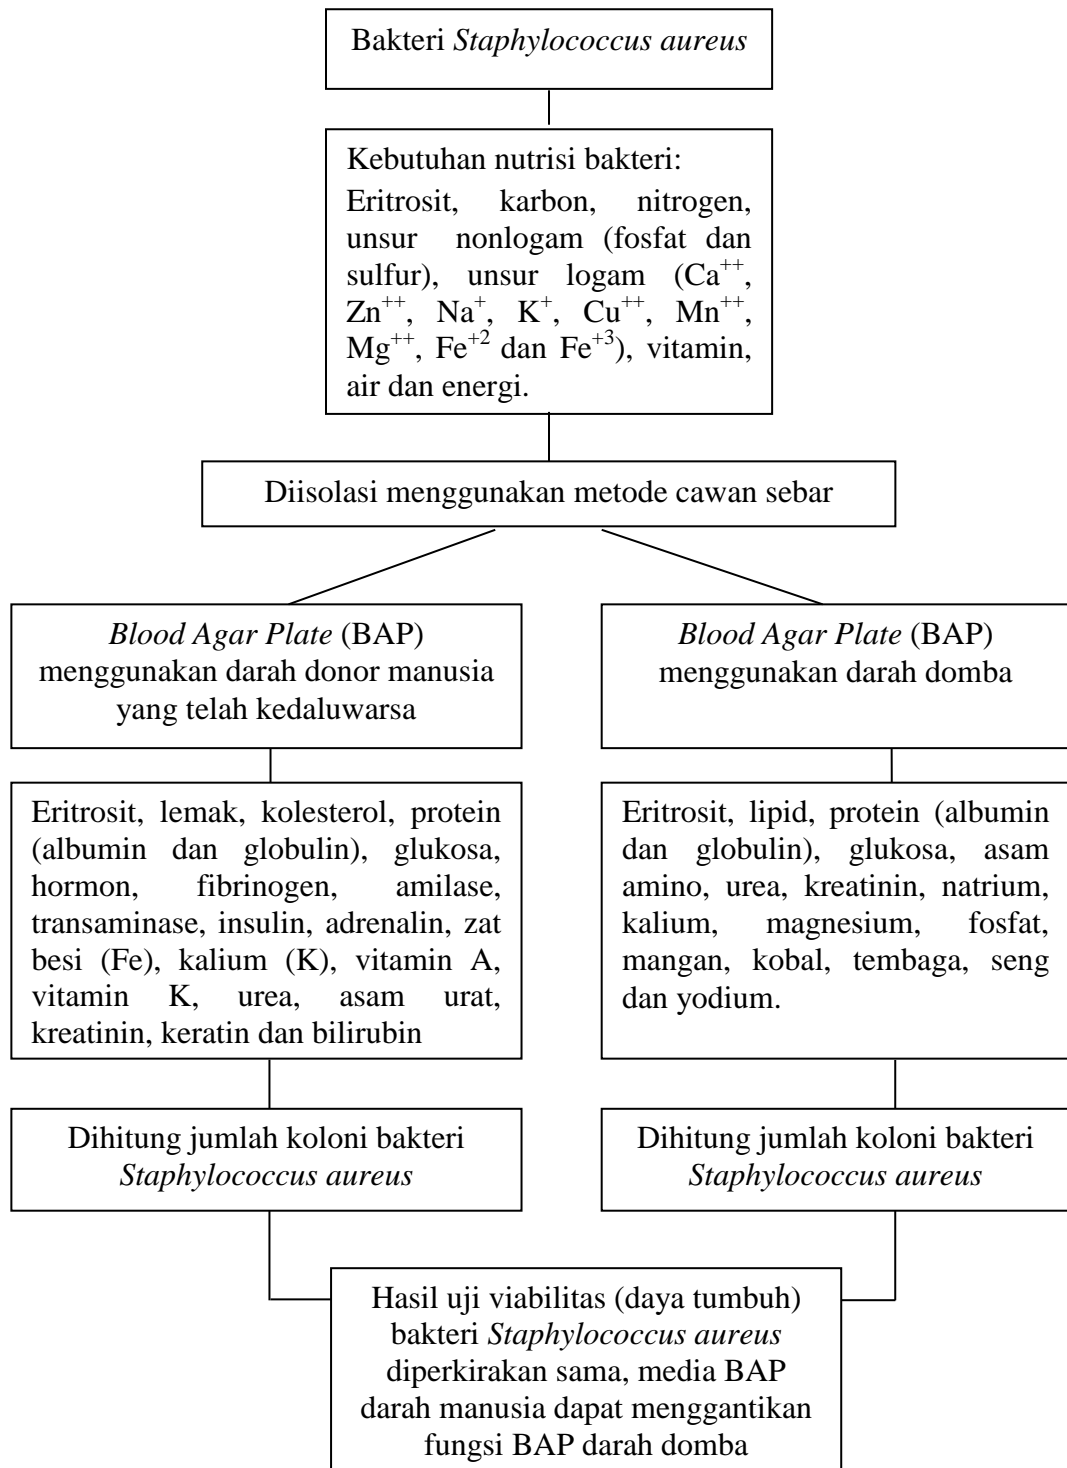 Bakteri Staphylococcus aureus
Kebutuhan nutrisi bakteri:
Eritrosit, karbon, nitrogen,
unsur nonlogam (fosfat dan
sulfur), unsur logam (Ca++,
Zn++, Na+, K+, Cu++, Mn++,
Mg++, Fe+2 dan Fe+3), vitamin,
air dan energi.
Diisolasi menggunakan metode cawan sebar
Blood Agar Plate (BAP)
menggunakan darah donor manusia
yang telah kedaluwarsa
Blood Agar Plate (BAP)
menggunakan darah domba
Eritrosit, lemak, kolesterol, protein
(albumin dan globulin), glukosa,
hormon, fibrinogen, amilase,
transaminase, insulin, adrenalin, zat
besi (Fe), kalium (K), vitamin A,
vitamin K, urea, asam urat,
kreatinin, keratin dan bilirubin
Eritrosit, lipid, protein (albumin
dan globulin), glukosa, asam
amino, urea, kreatinin, natrium,
kalium, magnesium, fosfat,
mangan, kobal, tembaga, seng
dan yodium.
Dihitung jumlah koloni bakteri
Staphylococcus aureus
Dihitung jumlah koloni bakteri
Staphylococcus aureus
Hasil uji viabilitas (daya tumbuh)
bakteri Staphylococcus aureus
diperkirakan sama, media BAP
darah manusia dapat menggantikan
fungsi BAP darah domba